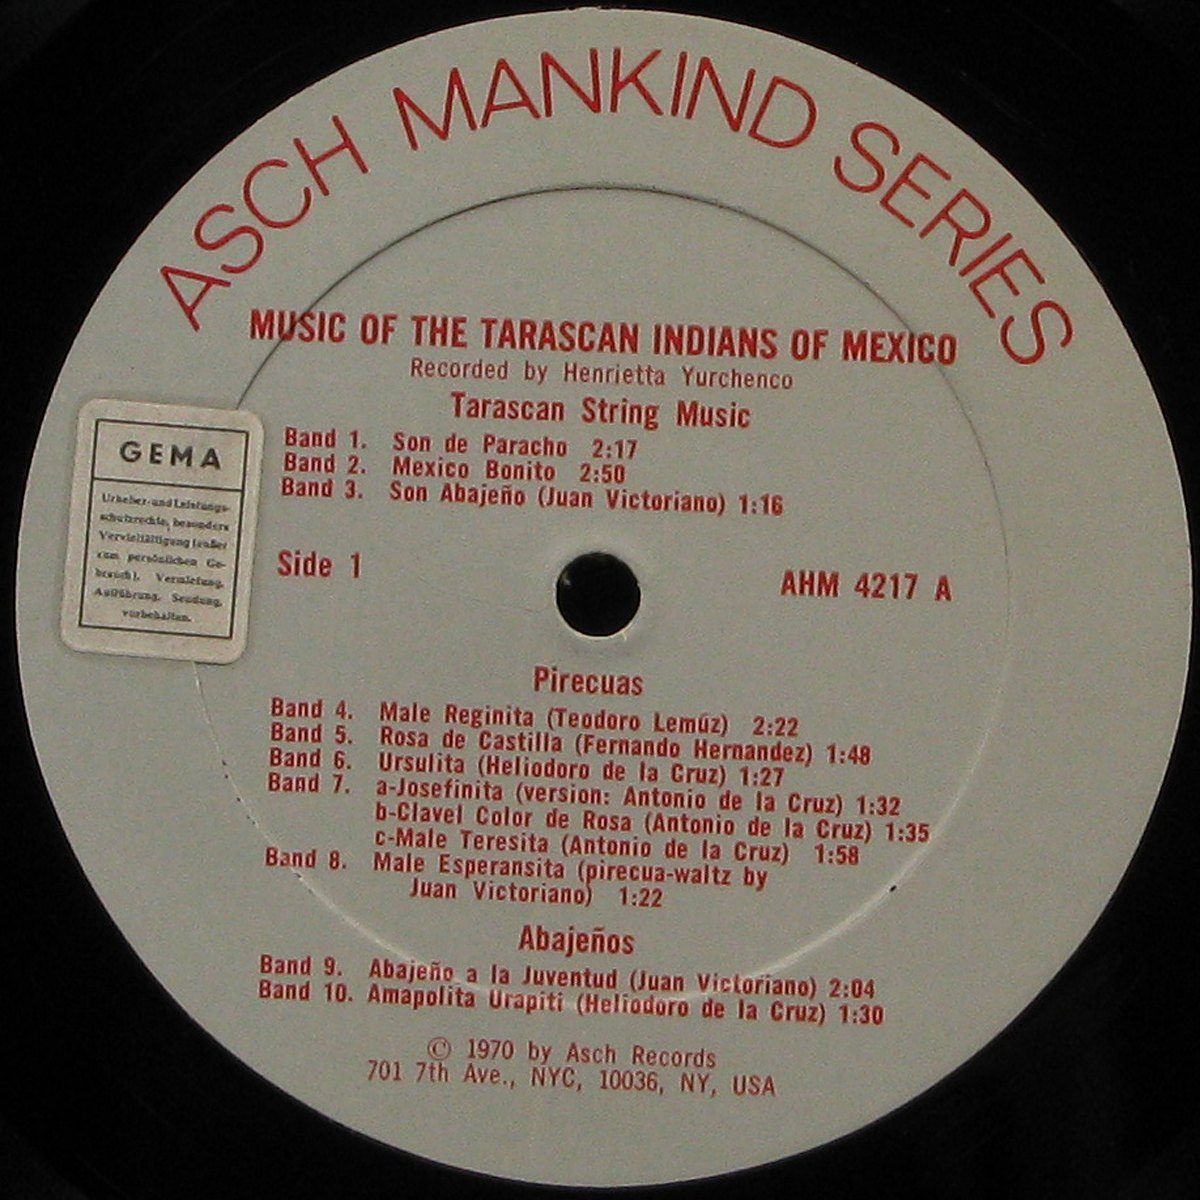 ASCH MANKIND SERIES
MUSIC OF THE TARASCAN INDIANS OF MEXICO
Recorded by Henrietta Yurchenco
Tarascan String Music
Band 1. Son de Paracho 2:17
Band 2. Mexico Bonito 2:50
Band 3. Son Abajeño (Juan Victoriano) 1:16
GEMA
Urheber-und Leistungs-
schutzrechte, besonders
Vervielfältigung (außer
zum persönlichen Ge-
brauch), Vermietung,
Aufführung, Sendung,
vorbehalten.
Side 1
AHM 4217 A
Pirecuas
Band 4. Male Reginita (Teodoro Lemúz) 2:22
Band 5. Rosa de Castilla (Fernando Hernandez) 1:48
Band 6. Ursulita (Heliodoro de la Cruz) 1:27
Band 7. a-Josefinita (version: Antonio de la Cruz) 1:32
b-Clavel Color de Rosa (Antonio de la Cruz) 1:35
c-Male Teresita (Antonio de la Cruz) 1:58
Band 8. Male Esperansita (pirecua-waltz by
Juan Victoriano) 1:22
Abajeños
Band 9. Abajeño a la Juventud (Juan Victoriano) 2:04
Band 10. Amapolita Urapiti (Heliodoro de la Cruz) 1:30
© 1970 by Asch Records
701 7th Ave., NYC, 10036, NY, USA